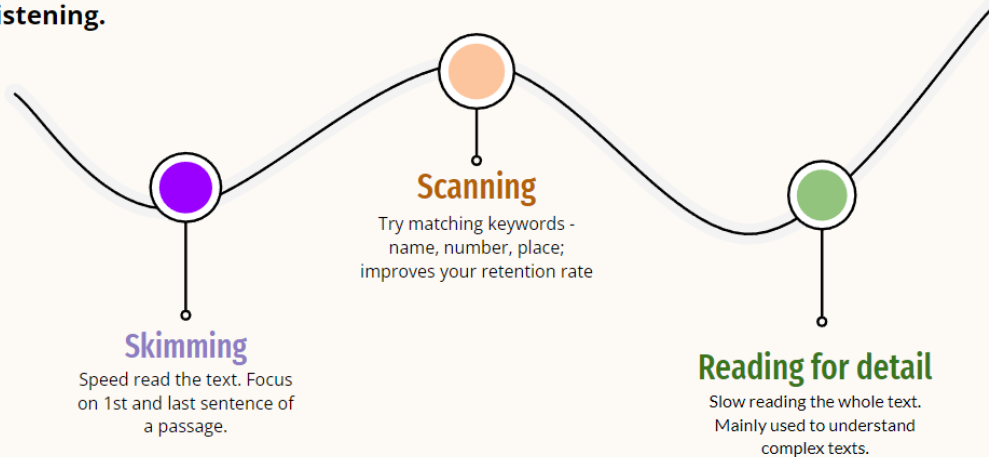 istening.
Scanning
Try matching keywords -
name, number, place;
improves your retention rate
Skimming
Speed read the text. Focus
on 1st and last sentence of
a passage.
Reading for detail
Slow reading the whole text.
Mainly used to understand
complex texts.